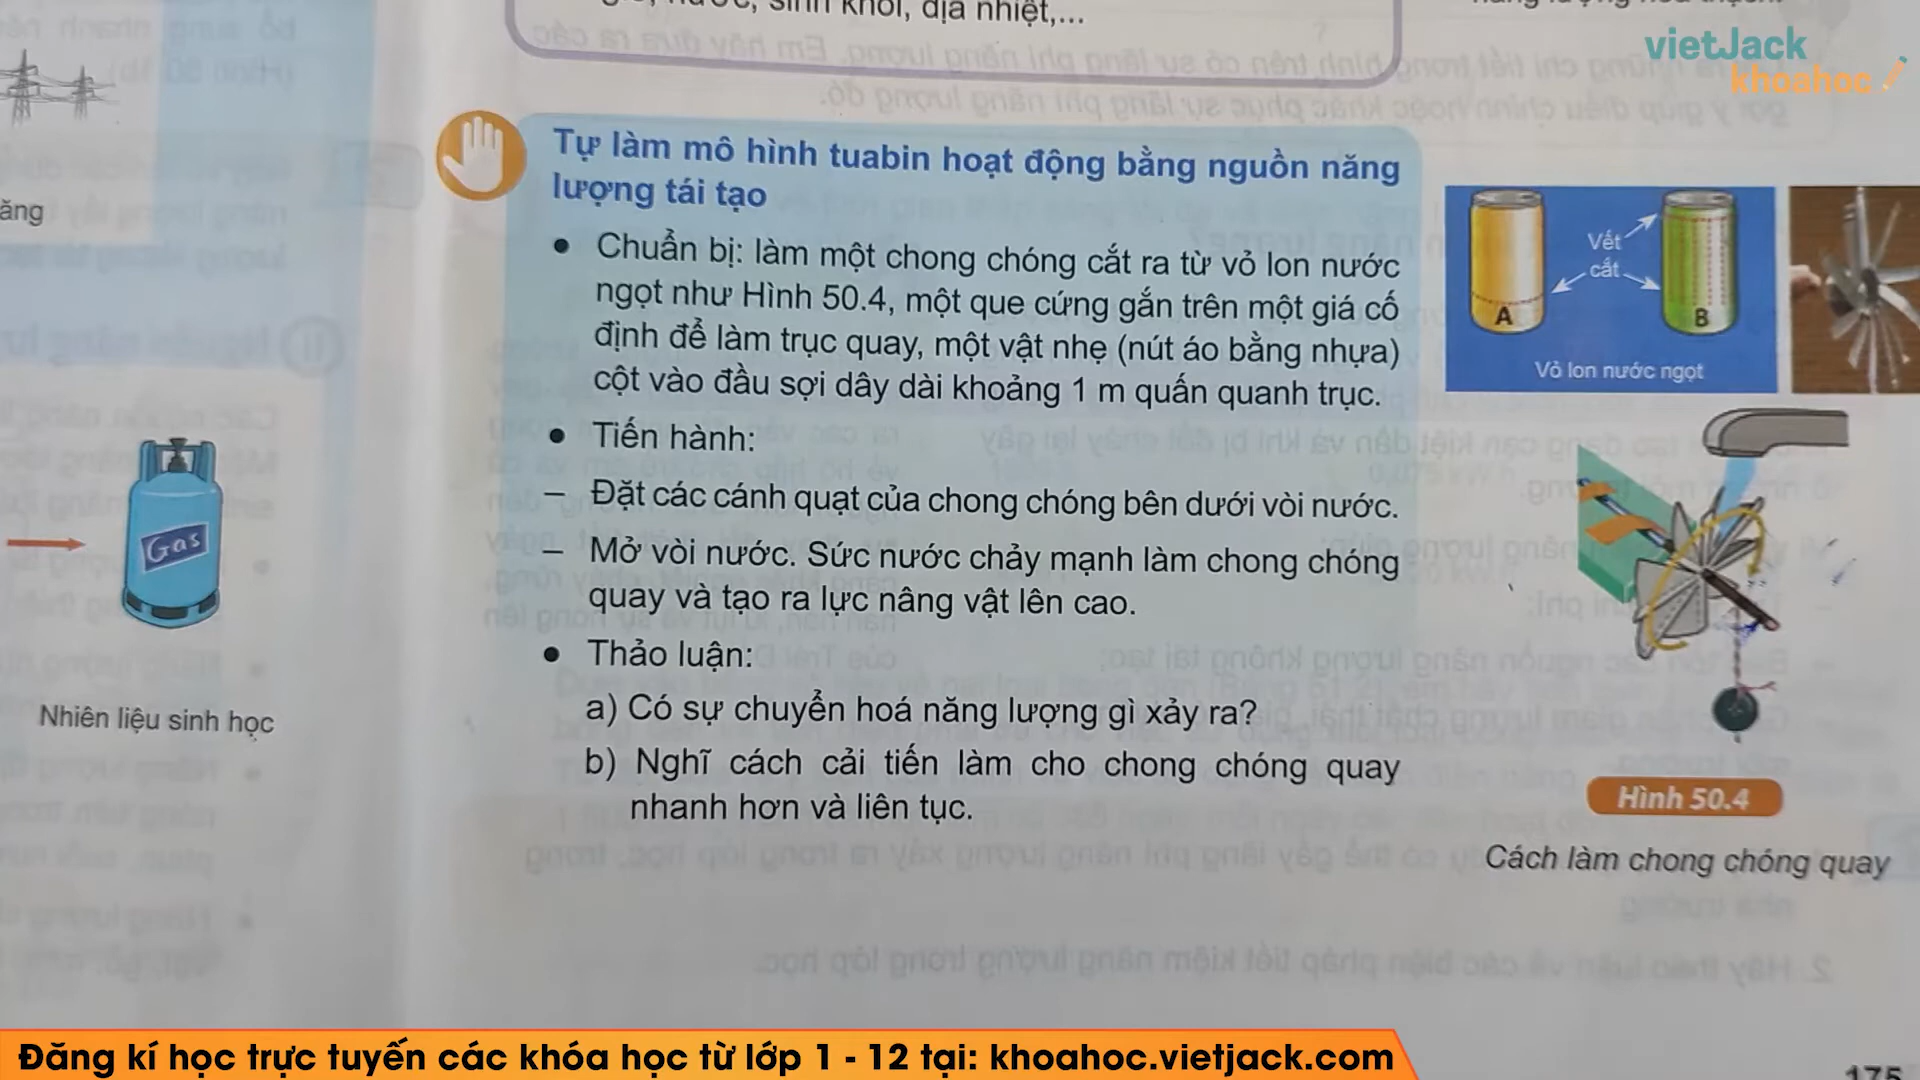 sinh khối, địa nhiệt,...
vietJack
khoahoc
Tự làm mô hình tuabin hoạt động bằng nguồn năng
lượng tái tạo
• Chuẩn bị: làm một chong chóng cắt ra từ vỏ lon nước
ngọt như Hình 50.4, một que cứng gắn trên một giá cố
định để làm trục quay, một vật nhẹ (nút áo bằng nhựa)
cột vào đầu sợi dây dài khoảng 1 m quấn quanh trục.
• Tiến hành:
– Đặt các cánh quạt của chong chóng bên dưới vòi nước.
– Mở vòi nước. Sức nước chảy mạnh làm chong chóng
quay và tạo ra lực nâng vật lên cao.
• Thảo luận:
a) Có sự chuyển hoá năng lượng gì xảy ra?
b) Nghĩ cách cải tiến làm cho chong chóng quay
nhanh hơn và liên tục.
ăng
Gas
Nhiên liệu sinh học
Vết
cắt
A
B
Vỏ lon nước ngọt
Hình 50.4
Cách làm chong chóng quay
Đăng kí học trực tuyến các khóa học từ lớp 1 - 12 tại: khoahoc.vietjack.com
175